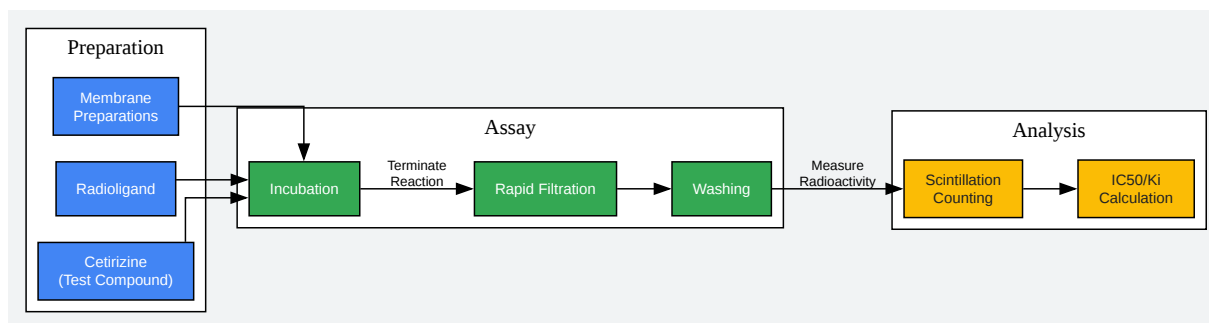 Preparation
Membrane
Preparations
Radioligand
Cetirizine
(Test Compound)
Assay
Incubation
Terminate
Reaction
Rapid Filtration
Washing
Measure
Radioactivity
Analysis
Scintillation
Counting
IC50/Ki
Calculation